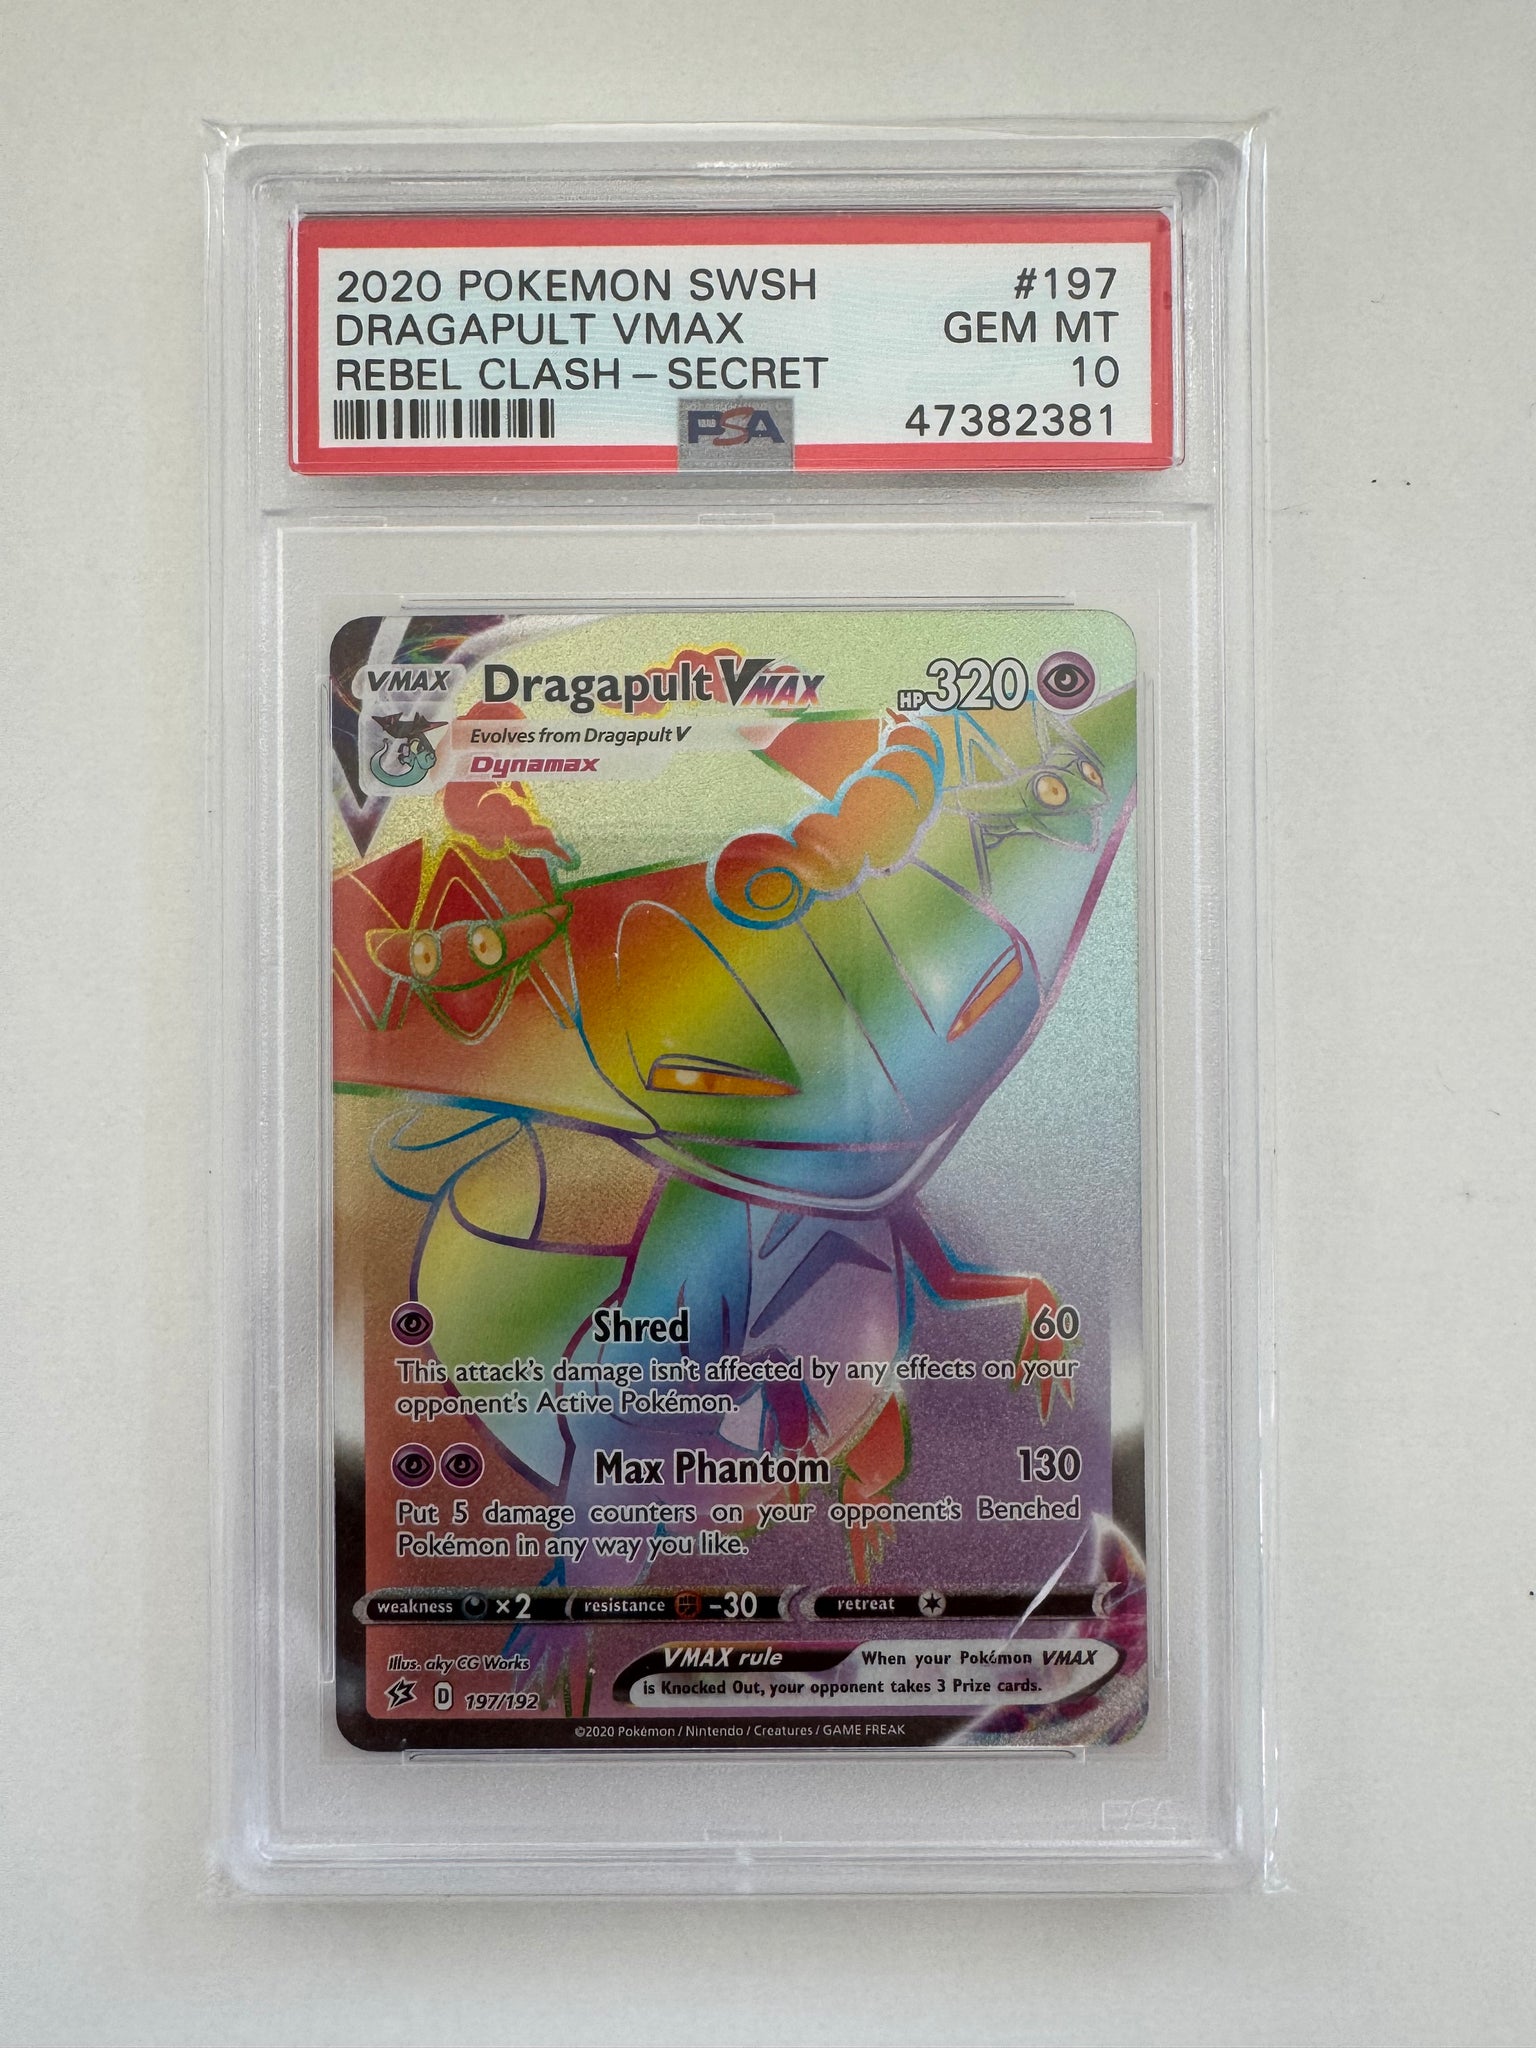 2020 POKEMON SWSH #197
DRAGAPULT VMAX GEM MT
REBEL CLASH – SECRET 10
PSA 47382381
VMAX Dragapult VMAX HP 320
Evolves from Dragapult V
Dynamax
Shred 60
This attack's damage isn't affected by any effects on your
opponent's Active Pokémon.
Max Phantom 130
Put 5 damage counters on your opponent's Benched
Pokémon in any way you like.
weakness ×2 resistance -30 retreat
Illus. aky CG Works
VMAX rule When your Pokémon VMAX
is Knocked Out, your opponent takes 3 Prize cards.
D 197/192
©2020 Pokémon / Nintendo / Creatures / GAME FREAK
PSA